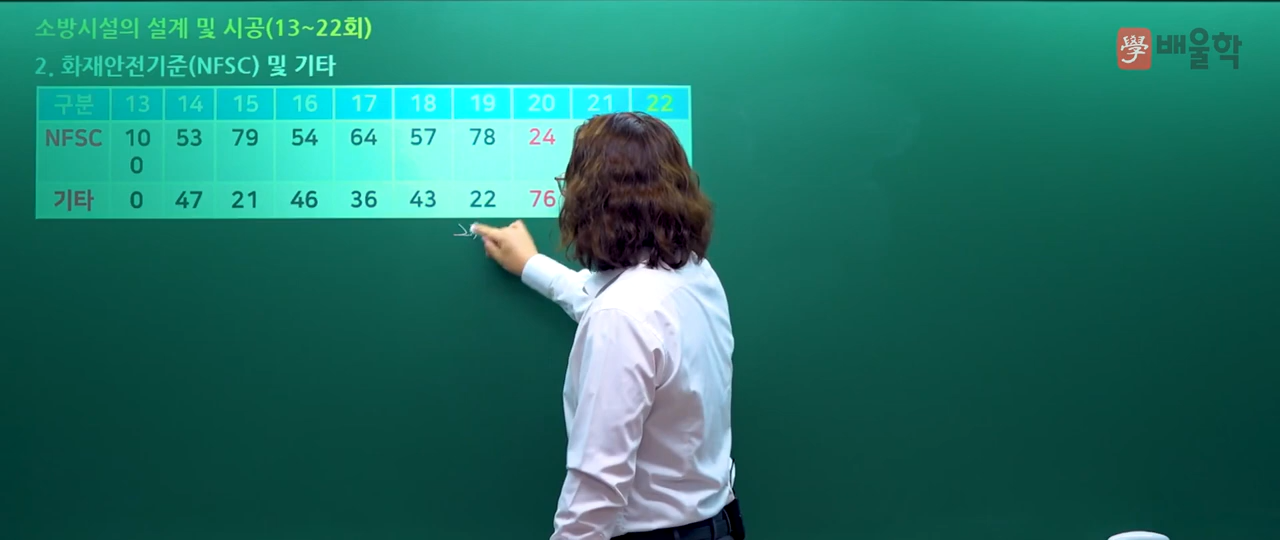 소방시설의 설계 및 시공(13~22회)
學 배울학
2. 화재안전기준(NFSC) 및 기타
구분 13 14 15 16 17 18 19 20 21 22
NFSC 100 53 79 54 64 57 78 24
기타 0 47 21 46 36 43 22 76